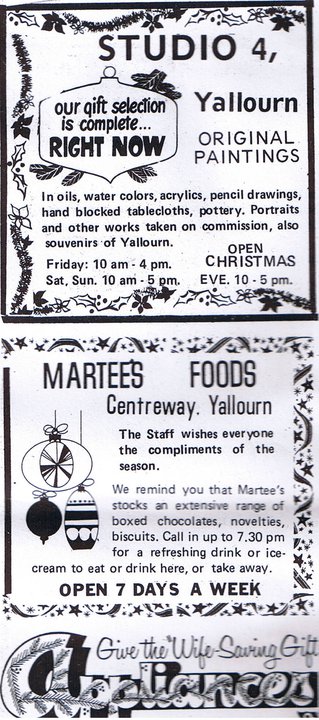 STUDIO 4,
our gift selection
is complete...
RIGHT NOW
Yallourn
ORIGINAL
PAINTINGS
In oils, water colors, acrylics, pencil drawings,
hand blocked tablecloths, pottery. Portraits
and other works taken on commission, also
souvenirs of Yallourn.
Friday: 10 am - 4 pm.
Sat, Sun. 10 am - 5 pm.
OPEN
CHRISTMAS
EVE. 10 - 5 pm.
MARTEE'S FOODS
Centreway. Yallourn
The Staff wishes everyone
the compliments of the
season.
We remind you that Martee's
stocks an extensive range of
boxed chocolates, novelties,
biscuits. Call in up to 7.30 pm
for a refreshing drink or ice-
cream to eat or drink here, or take away.
OPEN 7 DAYS A WEEK
Give the "Wife-Saving Gift
Appliances